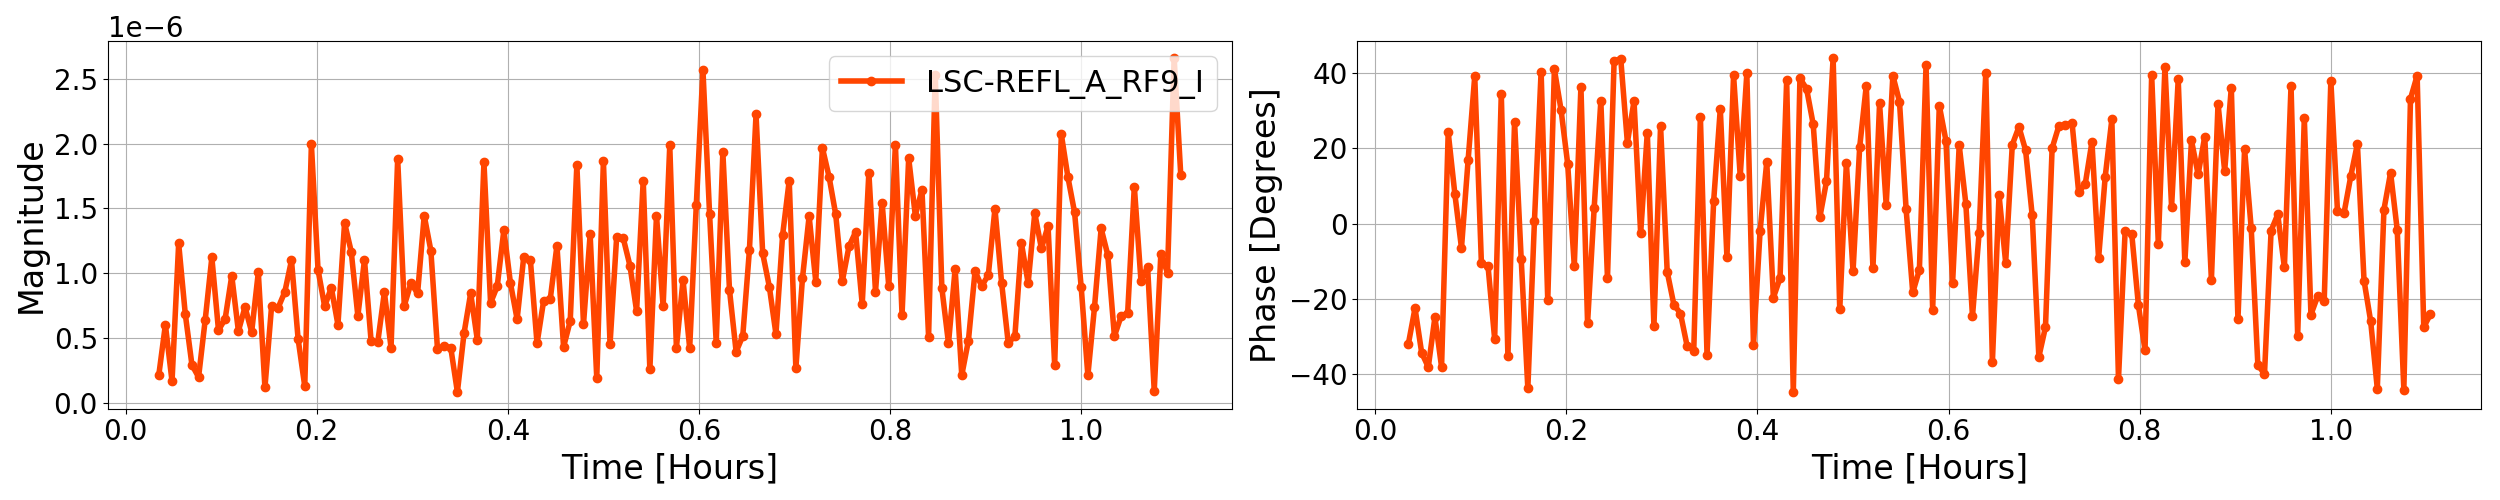 1e−6
Magnitude
2.5
2.0
1.5
1.0
0.5
0.0
LSC-REFL_A_RF9_I
0.0 0.2 0.4 0.6 0.8 1.0
Time [Hours]
Phase [Degrees]
40
20
0
−20
−40
0.0 0.2 0.4 0.6 0.8 1.0
Time [Hours]